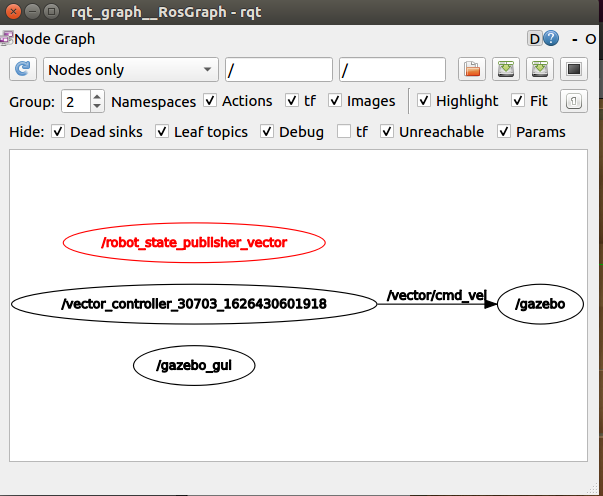 rqt_graph__RosGraph - rqt
Node Graph D ? - O
Nodes only / /
Group: 2 Namespaces Actions tf Images Highlight Fit
Hide: Dead sinks Leaf topics Debug tf Unreachable Params
/robot_state_publisher_vector
/vector_controller_30703_1626430601918 /vector/cmd_vel /gazebo
/gazebo_gui